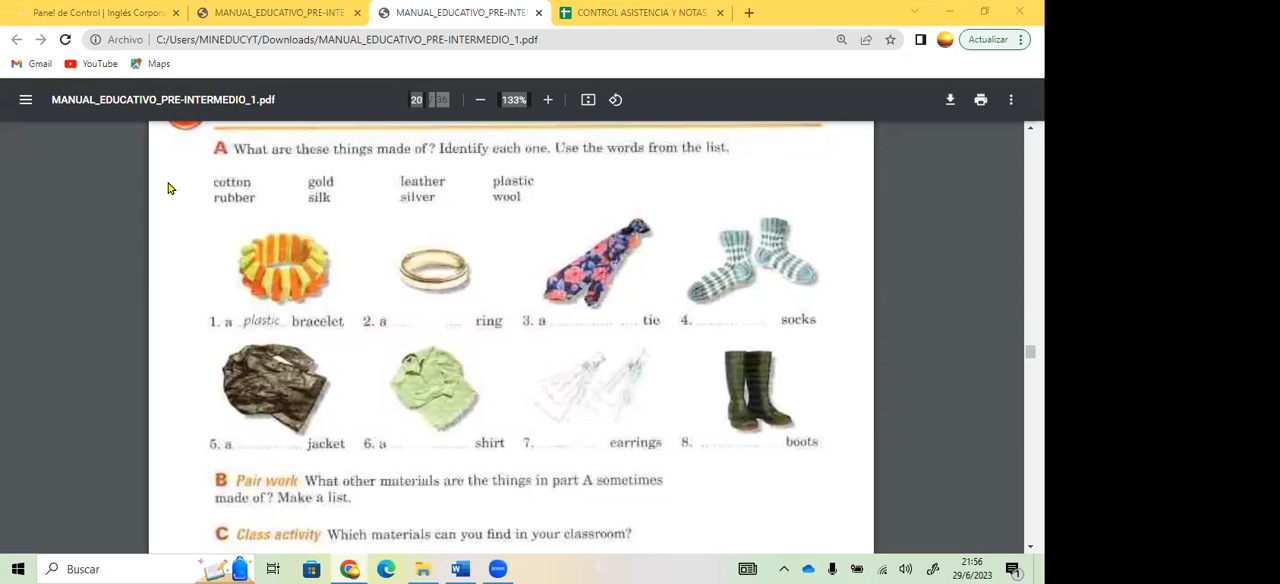 Panel de Control | Inglés Corpora
MANUAL_EDUCATIVO_PRE-INTE
MANUAL_EDUCATIVO_PRE-INTE
CONTROL ASISTENCIA Y NOTAS
Archivo
C:/Users/MINEDUCYT/Downloads/MANUAL_EDUCATIVO_PRE-INTERMEDIO_1.pdf
Actualizar
Gmail YouTube Maps
MANUAL_EDUCATIVO_PRE-INTERMEDIO_1.pdf
20 / 36 133%
A What are these things made of? Identify each one. Use the words from the list.
cotton gold leather plastic
rubber silk silver wool
1. a plastic bracelet 2. a ring 3. a tie 4. socks
5. a jacket 6. a shirt 7. earrings 8. boots
B Pair work What other materials are the things in part A sometimes
made of? Make a list.
C Class activity Which materials can you find in your classroom?
Buscar
zoom
21:56
29/6/2023
1